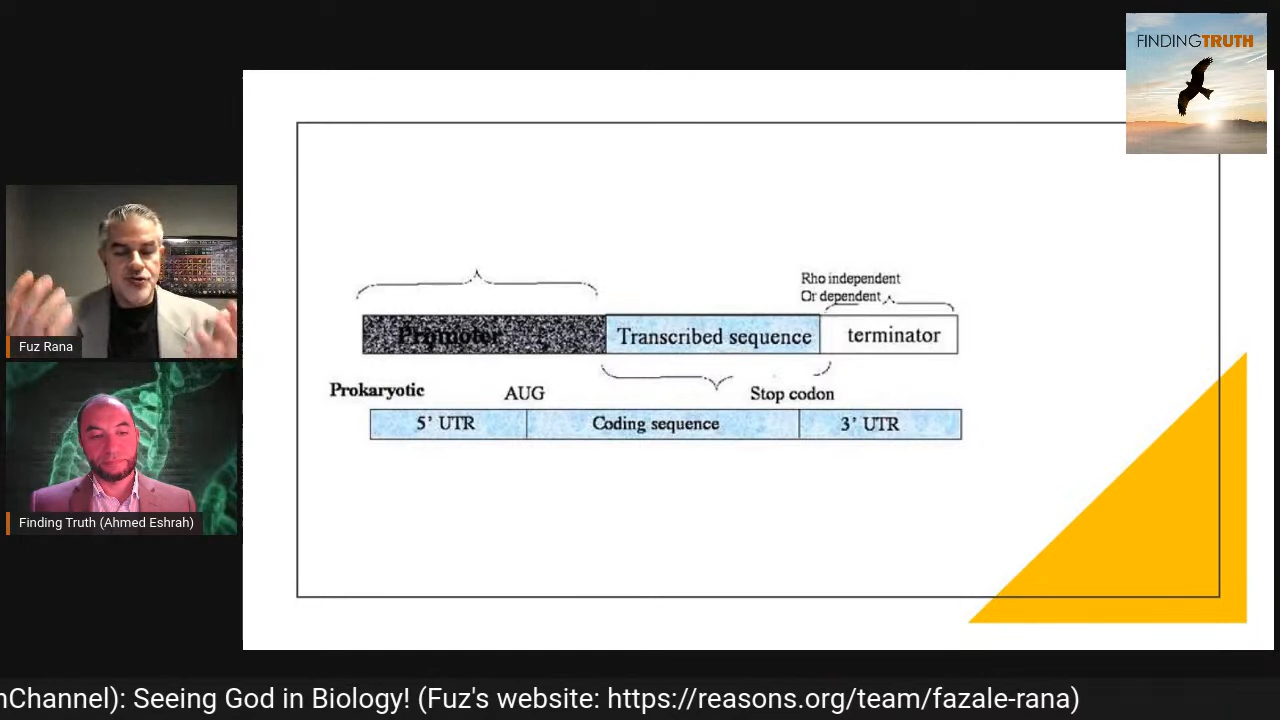 FINDINGTRUTH
Rho independent
Or dependent
Promoter
Transcribed sequence
terminator
Prokaryotic
AUG
Stop codon
5' UTR
Coding sequence
3' UTR
Fuz Rana
Finding Truth (Ahmed Eshrah)
nChannel): Seeing God in Biology! (Fuz's website: https://reasons.org/team/fazale-rana)